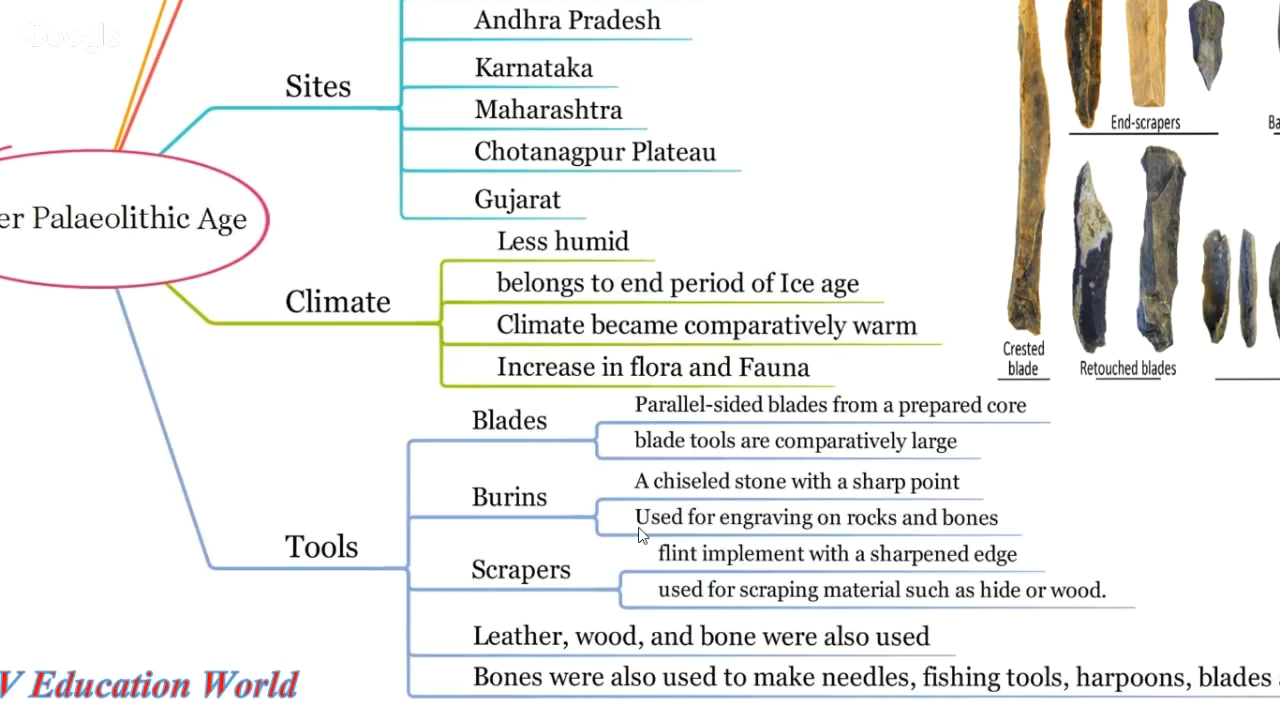 Google
Andhra Pradesh
Sites
Karnataka
Maharashtra
Chotanagpur Plateau
Gujarat
er Palaeolithic Age
Climate
Less humid
belongs to end period of Ice age
Climate became comparatively warm
Increase in flora and Fauna
Tools
Blades
Parallel-sided blades from a prepared core
blade tools are comparatively large
Burins
A chiseled stone with a sharp point
Used for engraving on rocks and bones
Scrapers
flint implement with a sharpened edge
used for scraping material such as hide or wood.
Leather, wood, and bone were also used
Bones were also used to make needles, fishing tools, harpoons, blades
End-scrapers
Ba
Crested
blade
Retouched blades
V Education World